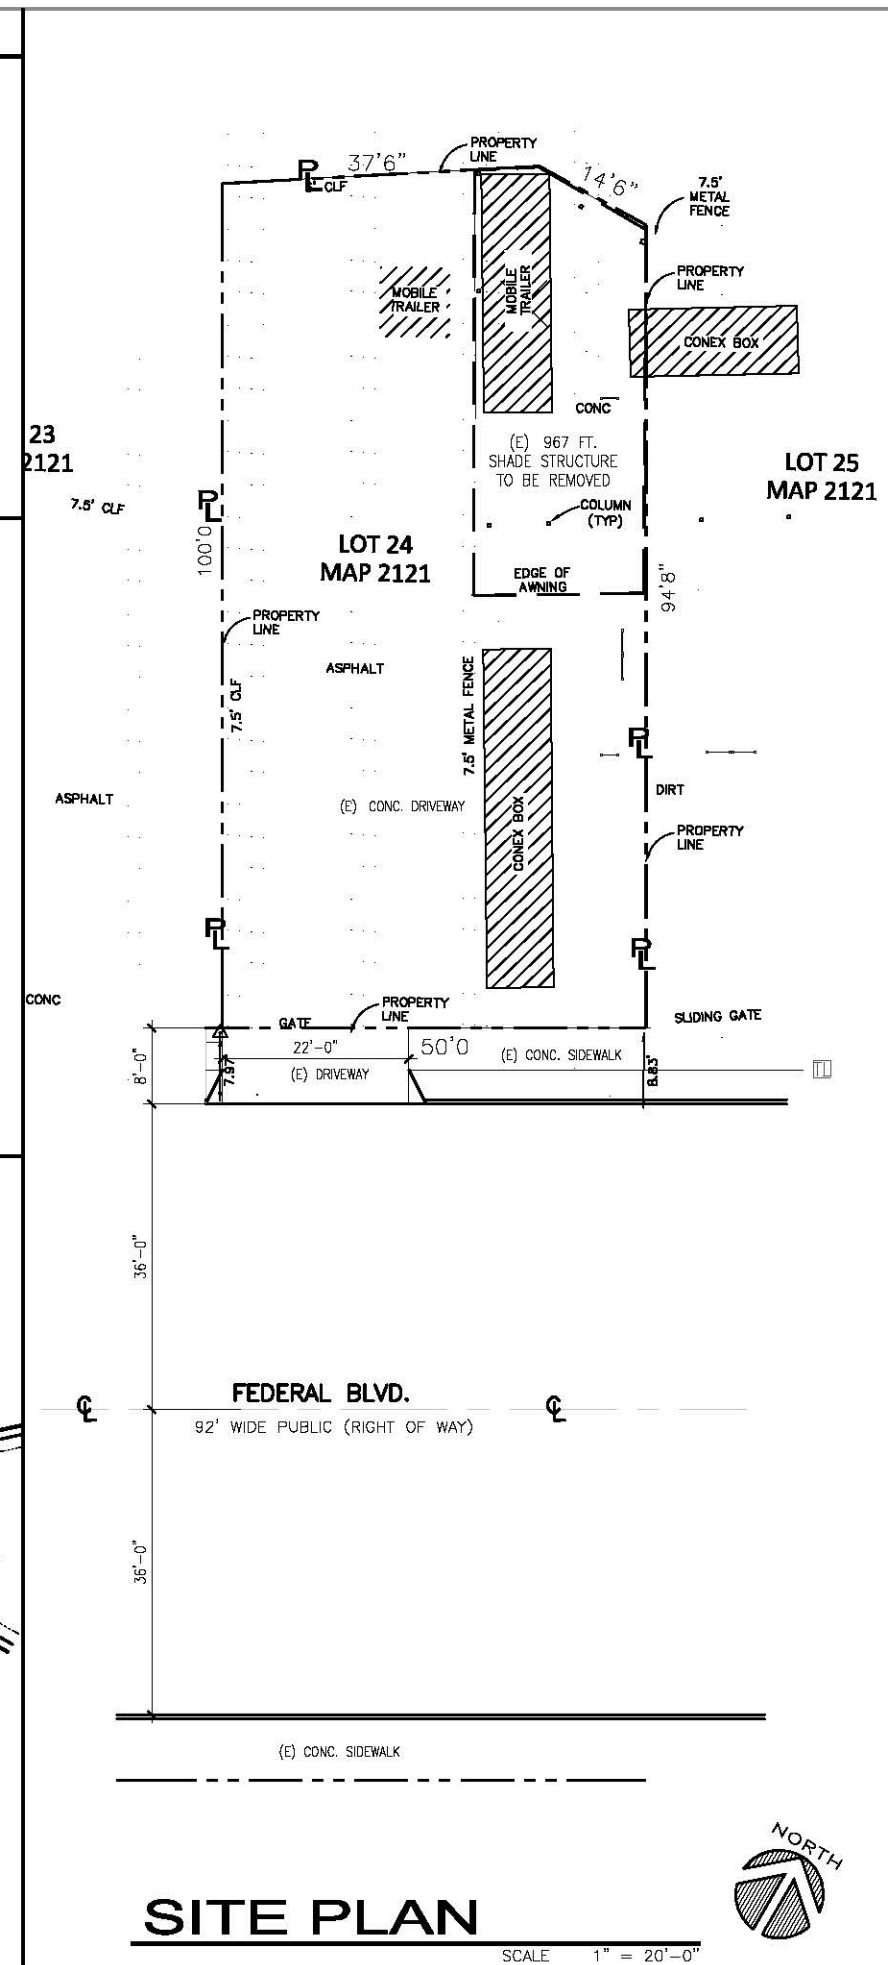 PROPERTY
LINE
37'6"
PL
CLF
14'6"
7.5'
METAL
FENCE
MOBILE
TRAILER
MOBILE
TRAILER
PROPERTY
LINE
CONEX BOX
CONC
(E) 967 FT.
SHADE STRUCTURE
TO BE REMOVED
23
2121
LOT 25
MAP 2121
7.5' CLF
PL
100'0
COLUMN
(TYP)
LOT 24
MAP 2121
EDGE OF
AWNING
94'8"
PROPERTY
LINE
ASPHALT
7.5' CLF
7.5' METAL FENCE
PL
DIRT
ASPHALT
(E) CONC. DRIVEWAY
CONEX BOX
PROPERTY
LINE
PL
PL
CONC
PROPERTY
LINE
GATE
SLIDING GATE
22'-0"
50'0
(E) CONC. SIDEWALK
8'-0"
7.97'
(E) DRIVEWAY
8.83'
TL
36'-0"
FEDERAL BLVD.
CL
CL
92' WIDE PUBLIC (RIGHT OF WAY)
36'-0"
(E) CONC. SIDEWALK
NORTH
SITE PLAN
SCALE 1" = 20'-0"